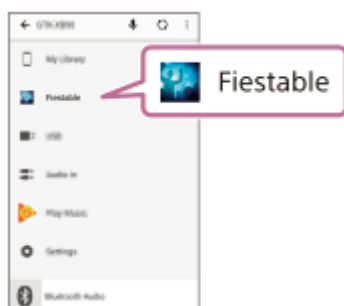 GTK-XB90
My Library
Fiestable
Fiestable
USB
Audio in
Play Music
Settings
Bluetooth Audio